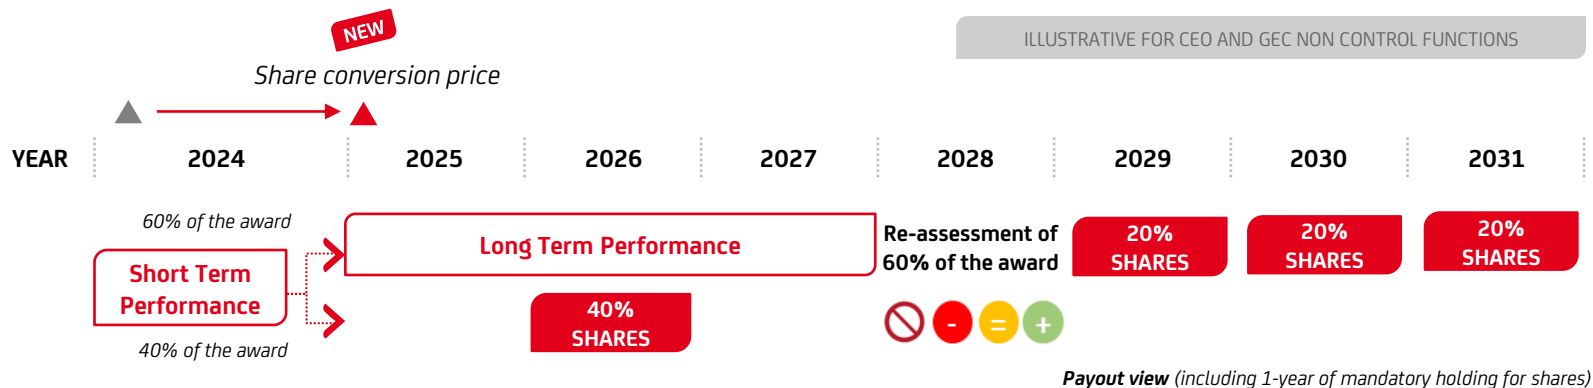 NEW
ILLUSTRATIVE FOR CEO AND GEC NON CONTROL FUNCTIONS
Share conversion price
YEAR 2024 2025 2026 2027 2028 2029 2030 2031
60% of the award
Short Term
Performance
40% of the award
Long Term Performance
40%
SHARES
Re-assessment of
60% of the award
- = +
20%
SHARES
20%
SHARES
20%
SHARES
Payout view (including 1-year of mandatory holding for shares)